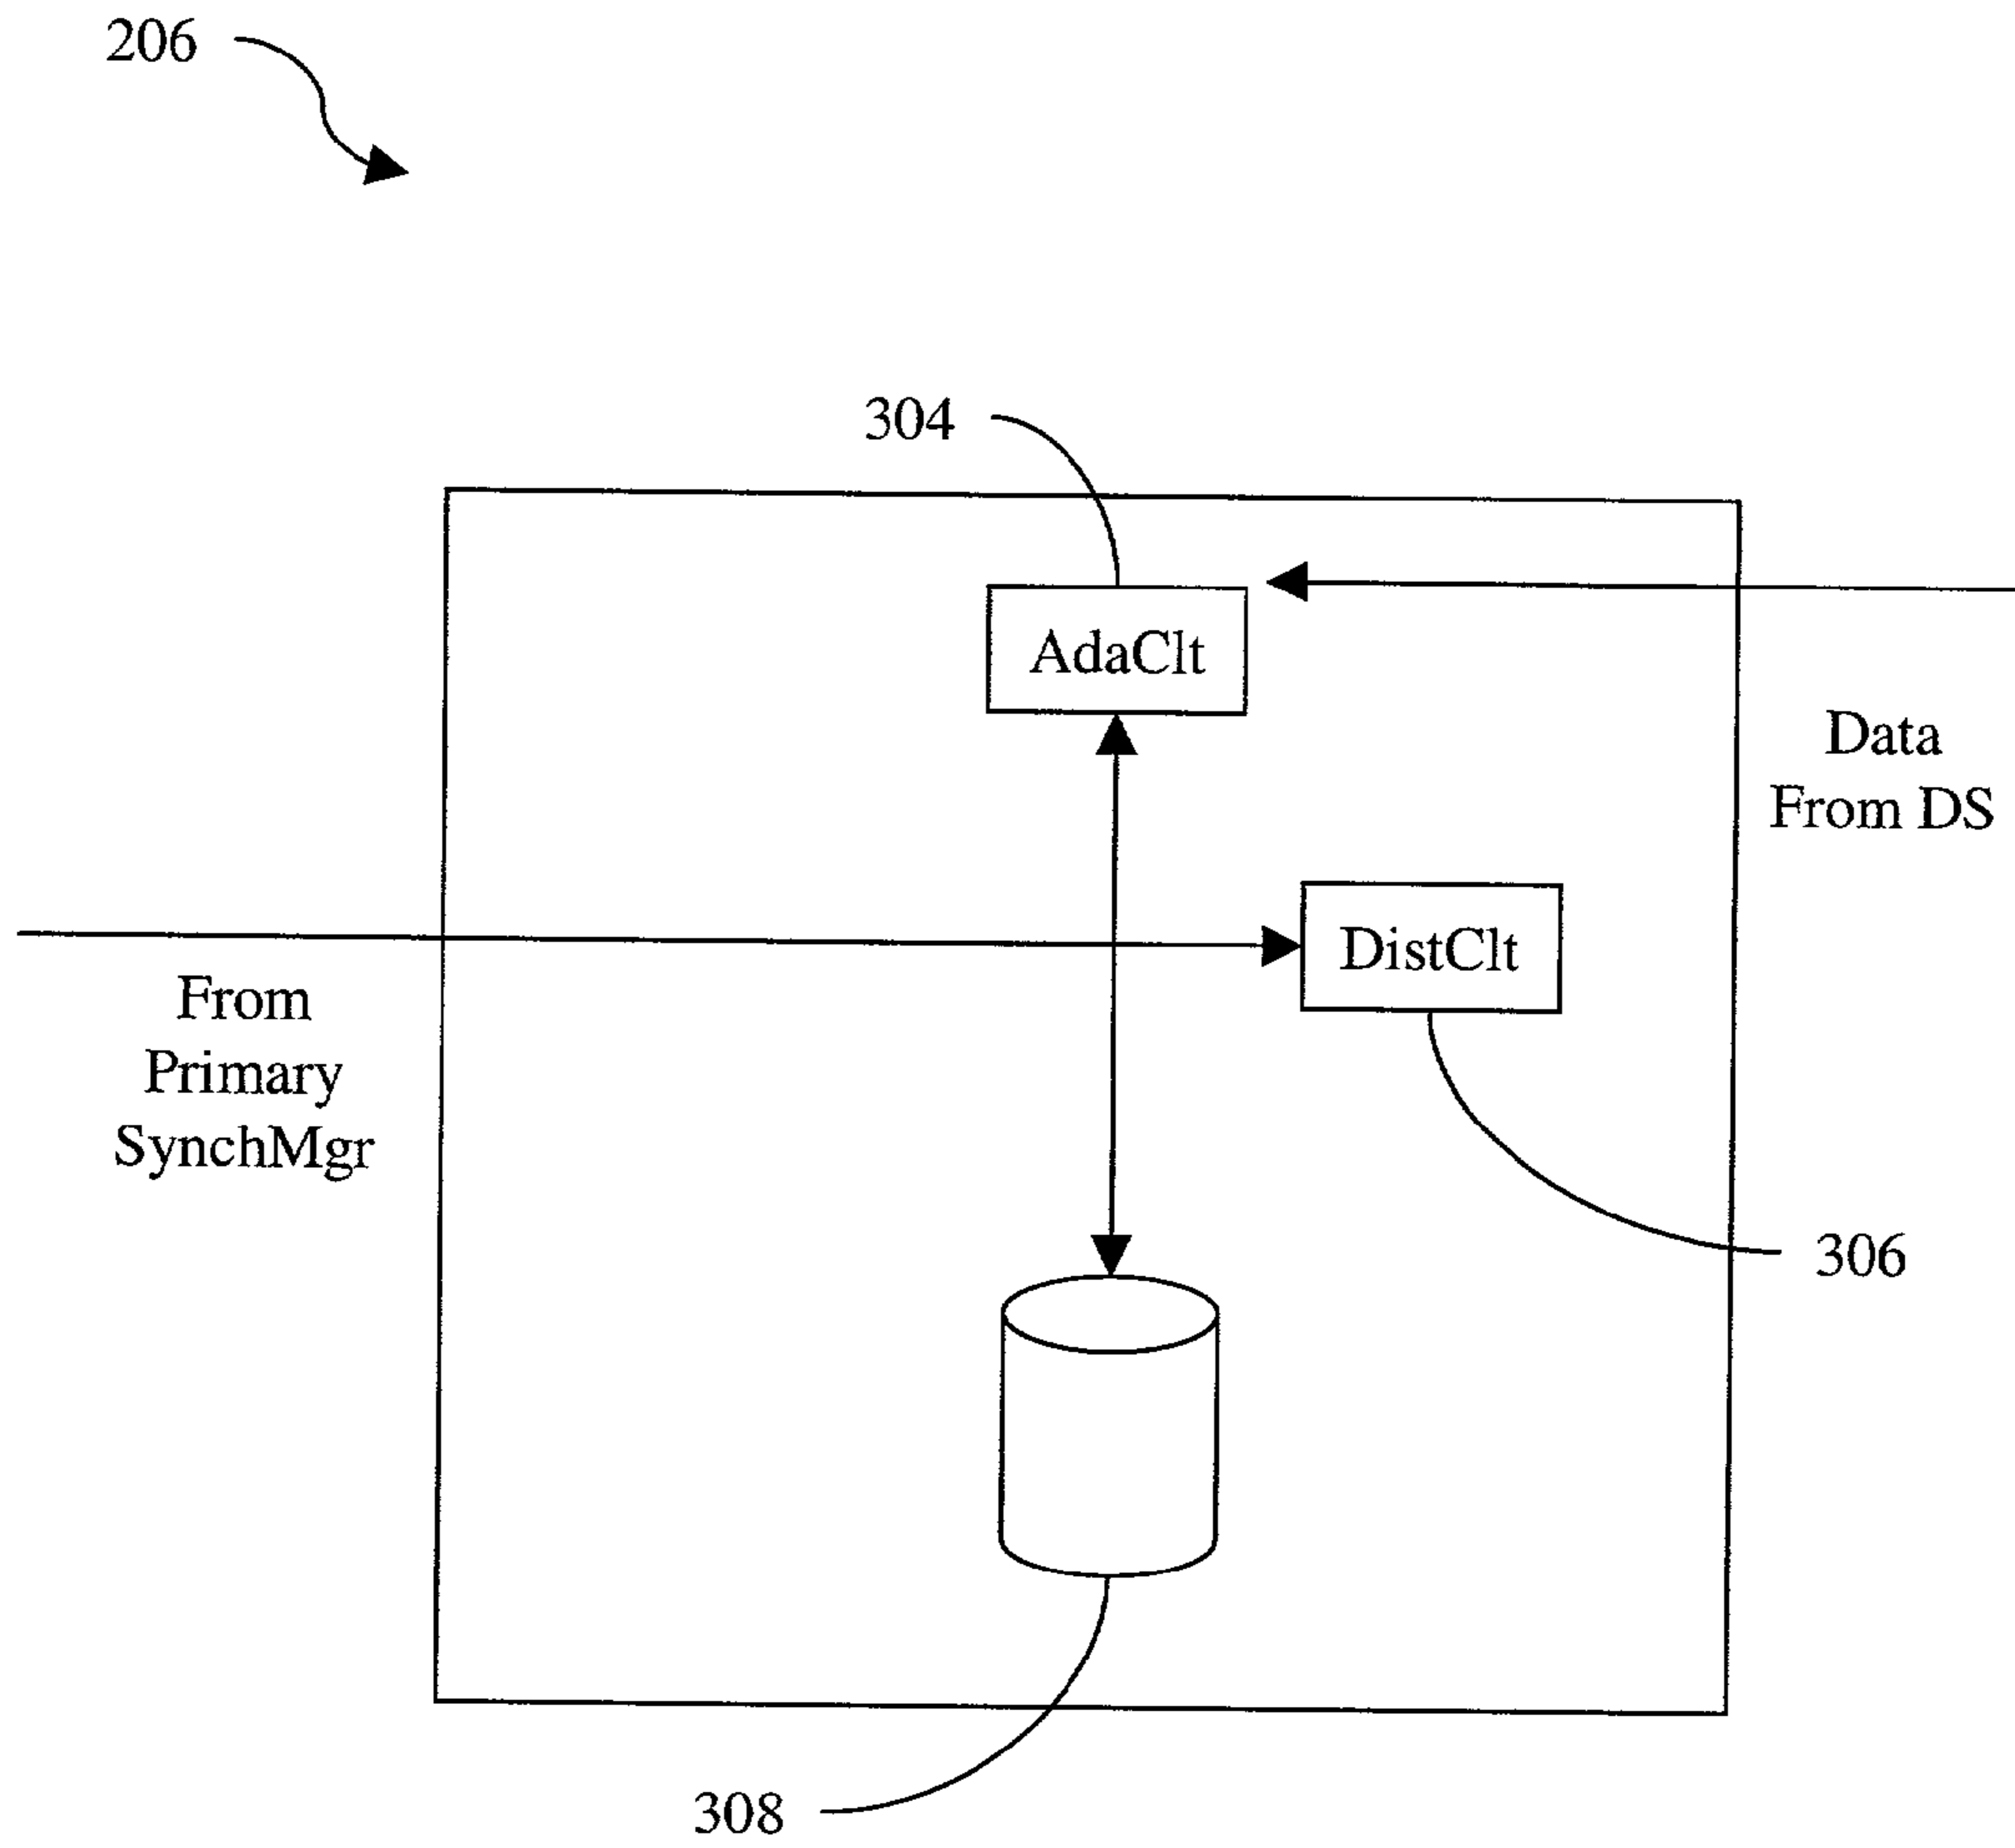 206
304
AdaClt
Data
From DS
DistClt
From
Primary
SynchMgr
306
308